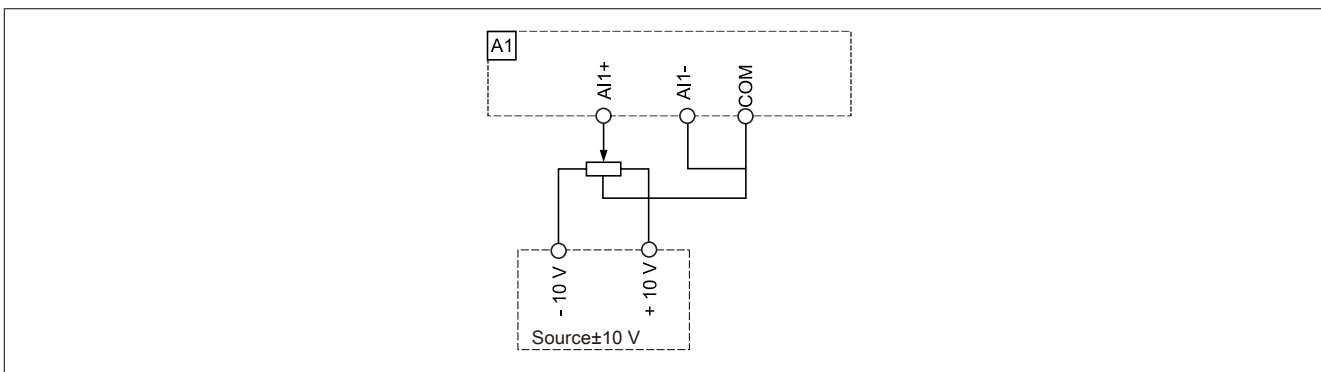 A1
AI1+
AI1-
COM
- 10 V
+ 10 V
Source±10 V